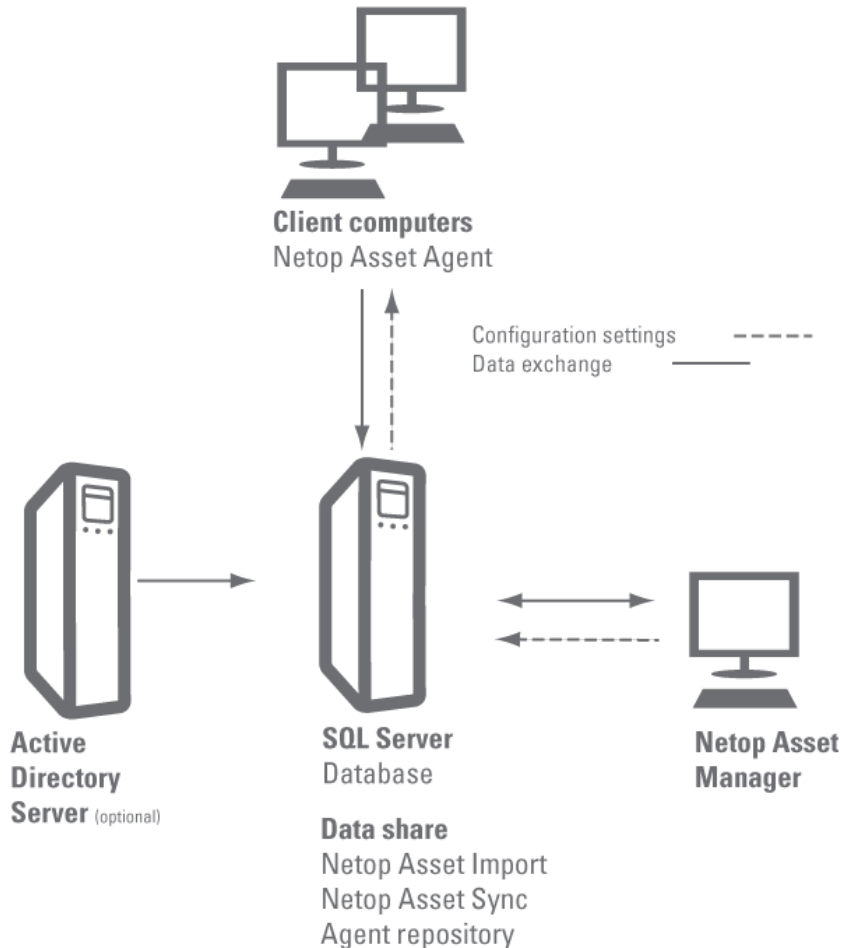 Client computers
Netop Asset Agent
Configuration settings
Data exchange
Active
Directory
Server (optional)
SQL Server
Database
Data share
Netop Asset Import
Netop Asset Sync
Agent repository
Netop Asset
Manager